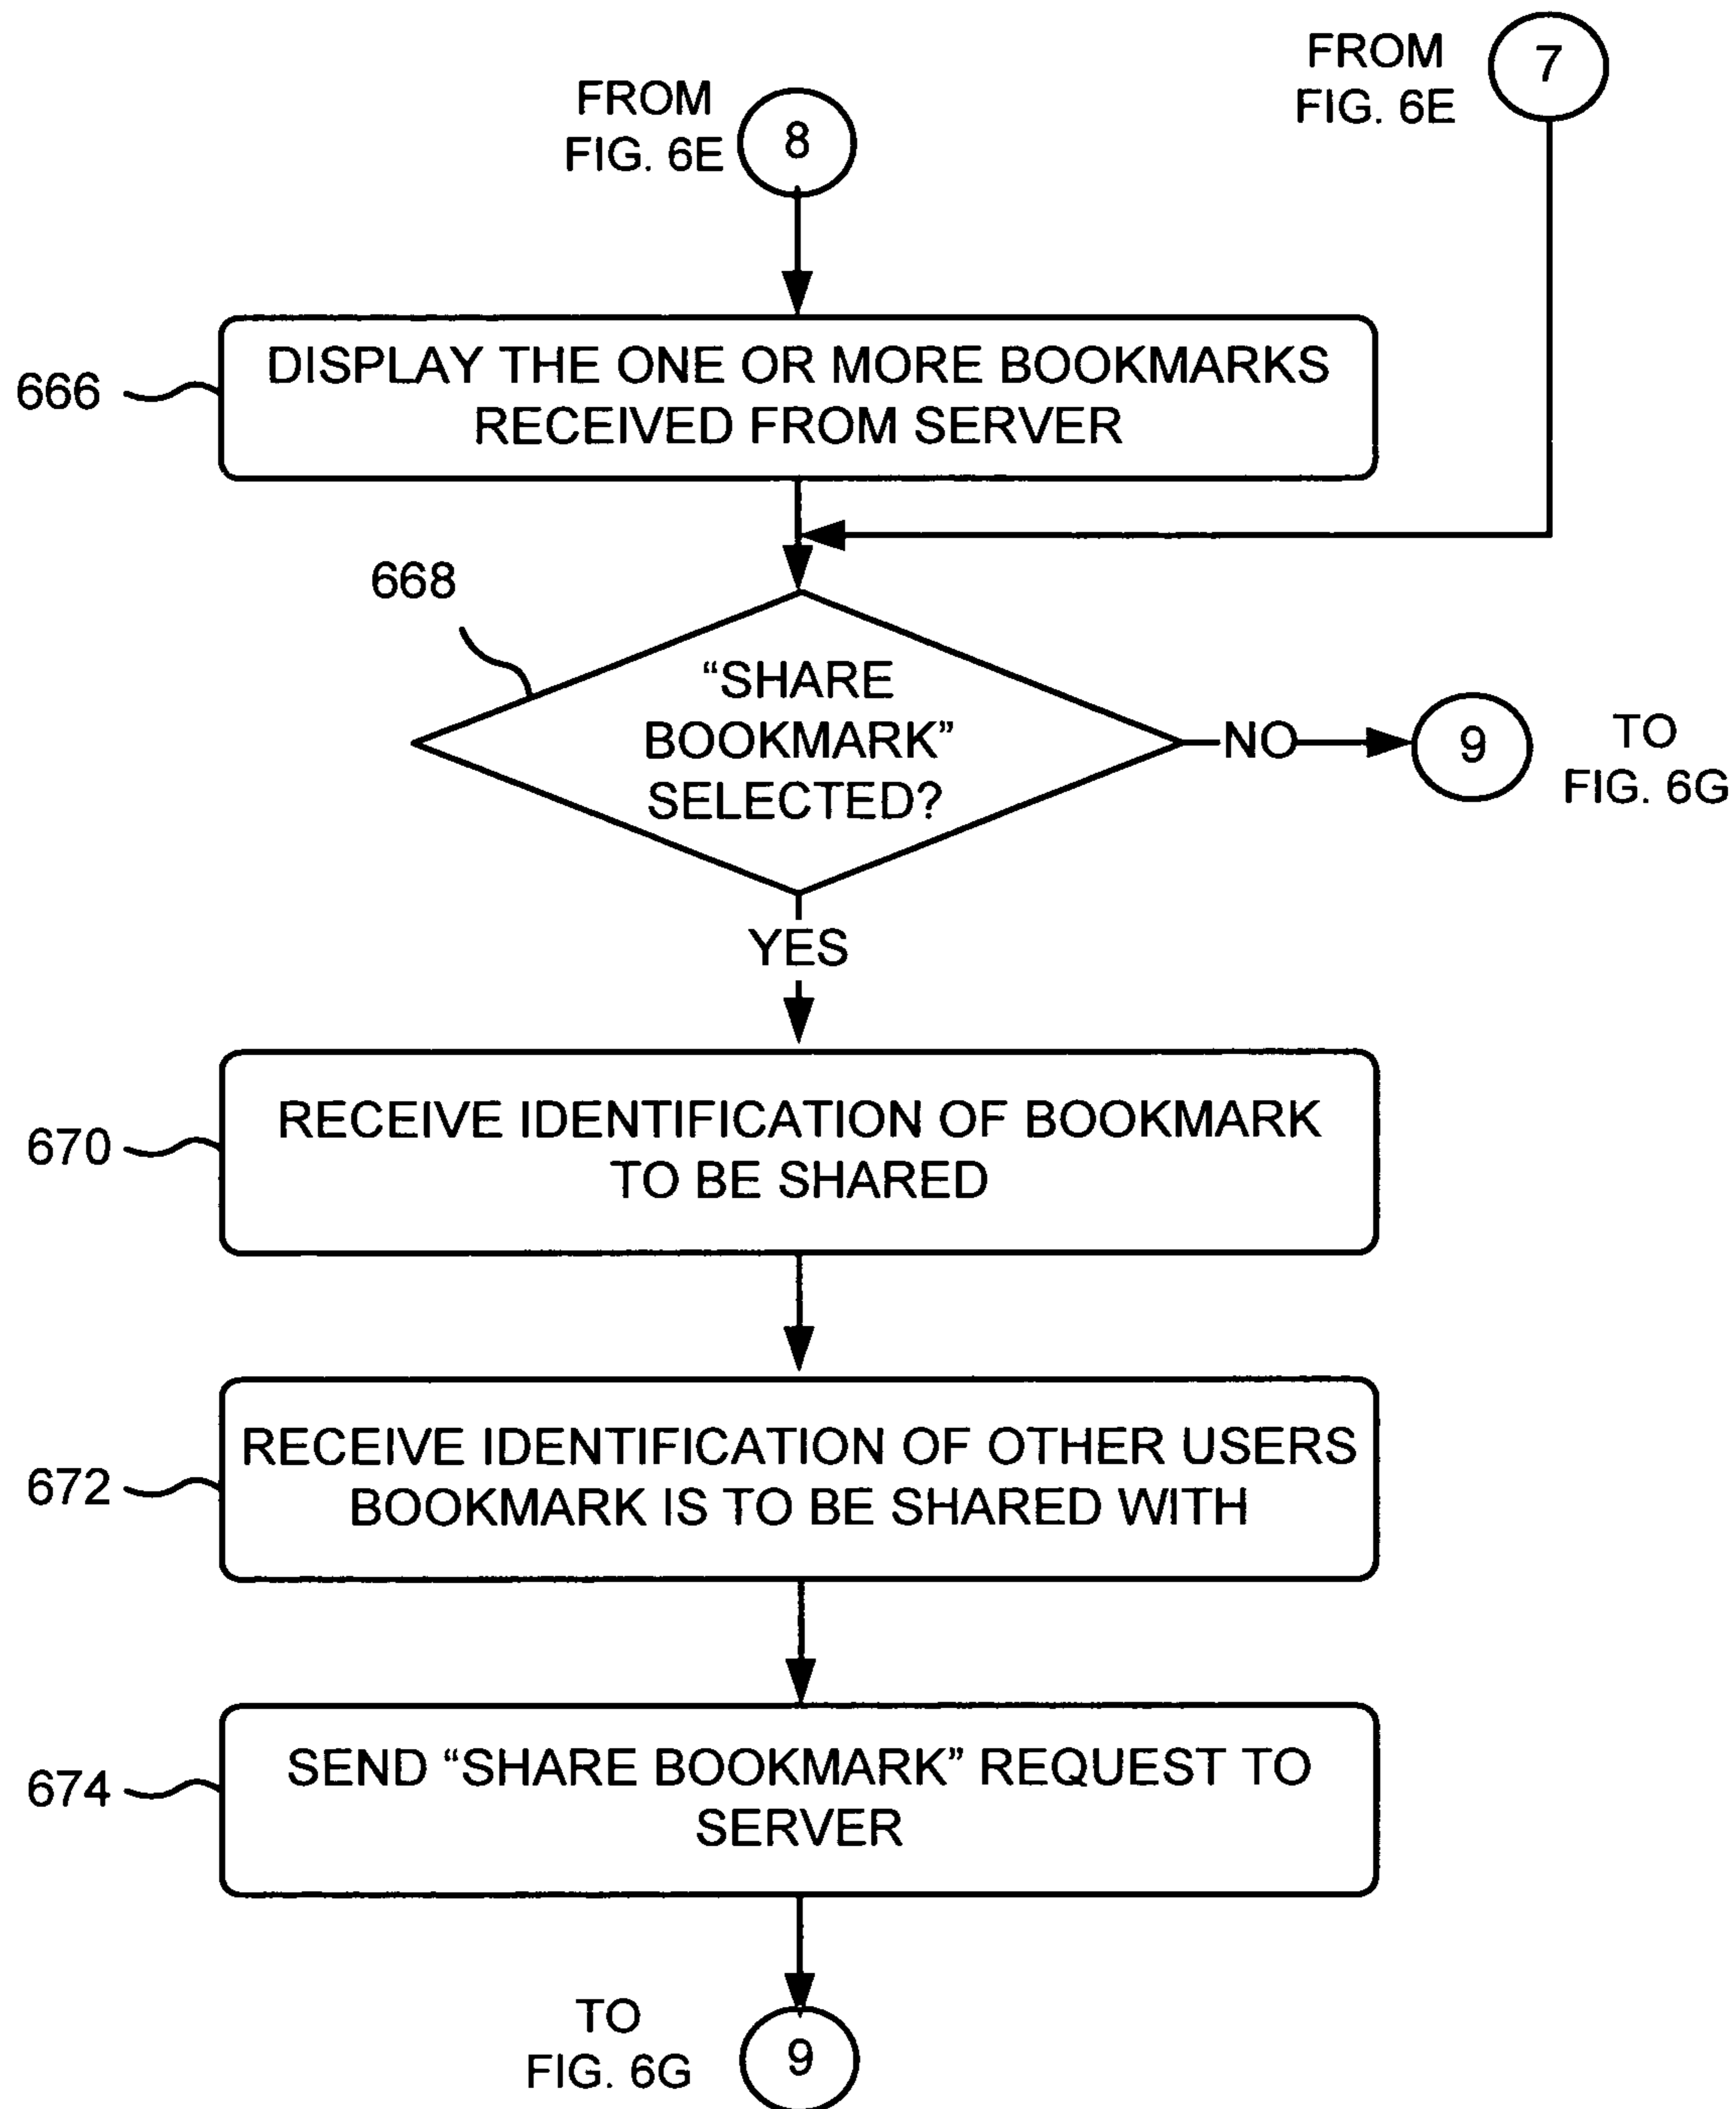 FROM
FIG. 6E
8
FROM
FIG. 6E
7
666
DISPLAY THE ONE OR MORE BOOKMARKS
RECEIVED FROM SERVER
668
“SHARE
BOOKMARK”
SELECTED?
NO
9
TO
FIG. 6G
YES
670
RECEIVE IDENTIFICATION OF BOOKMARK
TO BE SHARED
672
RECEIVE IDENTIFICATION OF OTHER USERS
BOOKMARK IS TO BE SHARED WITH
674
SEND “SHARE BOOKMARK” REQUEST TO
SERVER
TO
FIG. 6G
9